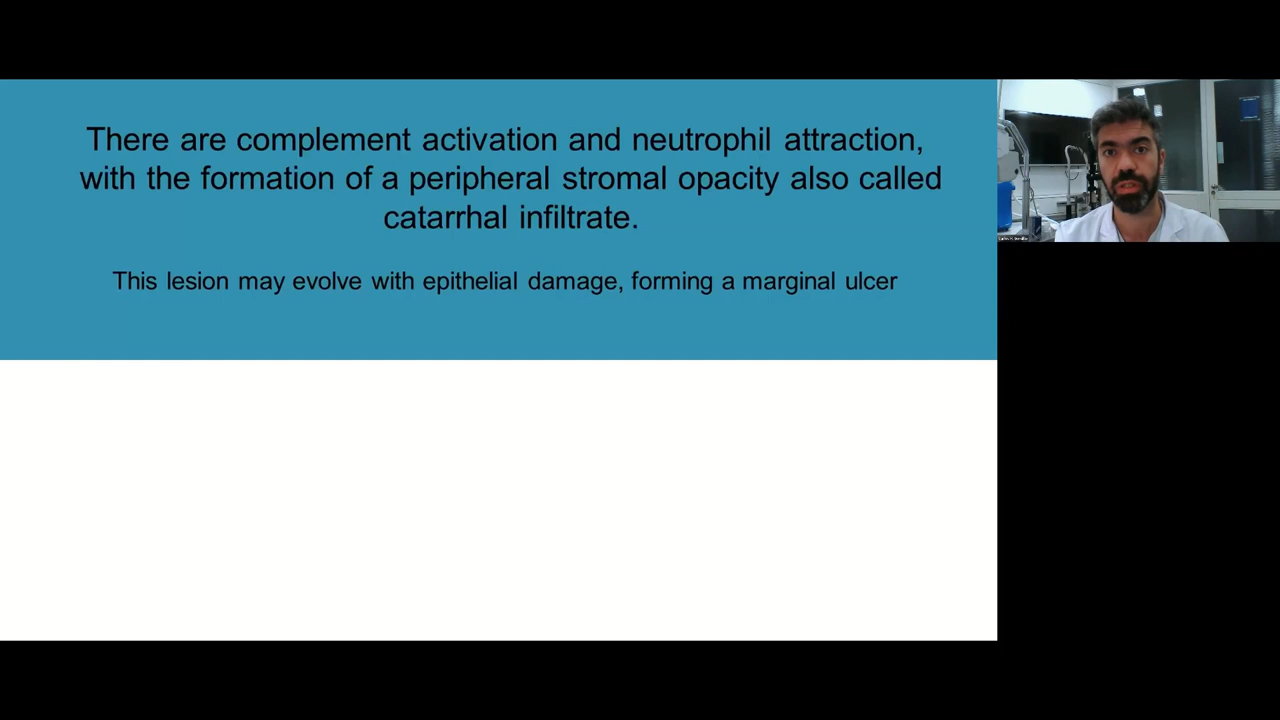 There are complement activation and neutrophil attraction,
with the formation of a peripheral stromal opacity also called
catarrhal infiltrate.
This lesion may evolve with epithelial damage, forming a marginal ulcer